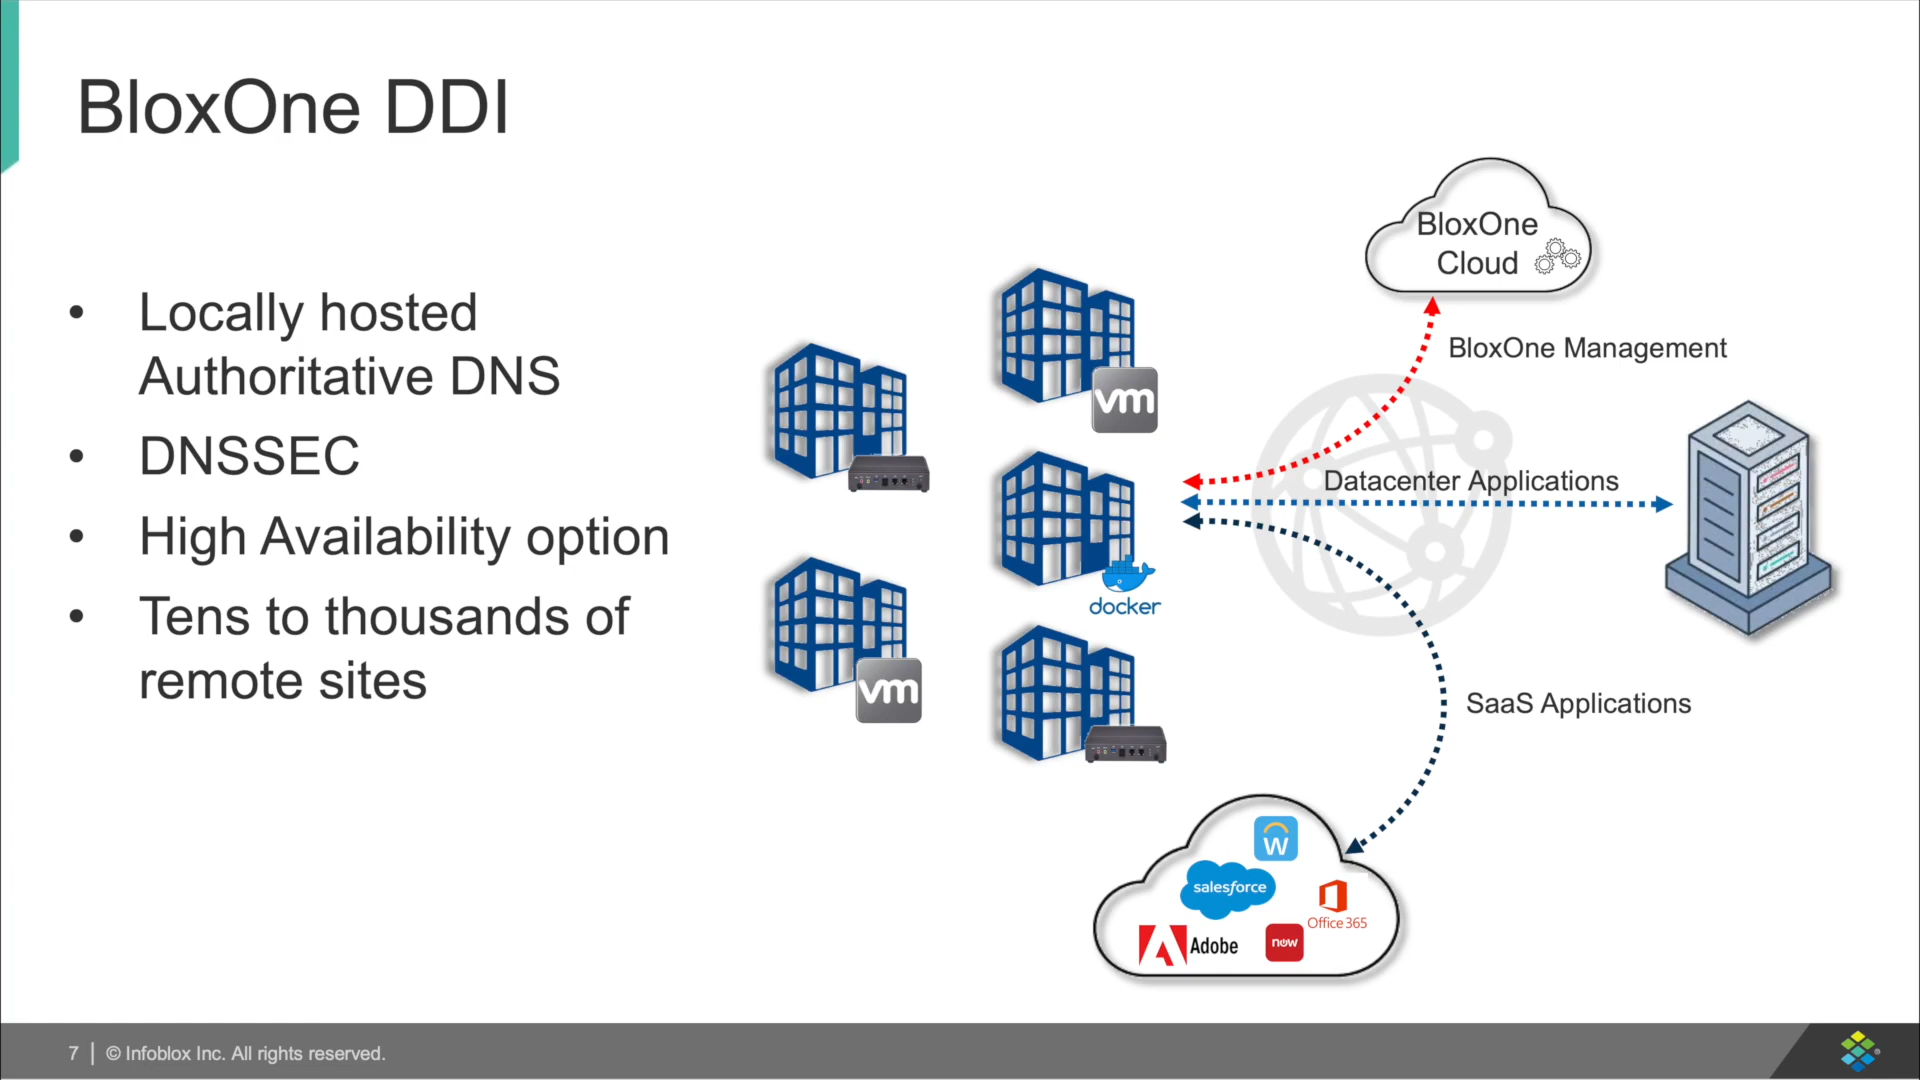 BloxOne DDI
• Locally hosted
Authoritative DNS
• DNSSEC
• High Availability option
• Tens to thousands of
remote sites
vm
vm
docker
BloxOne
Cloud
BloxOne Management
Datacenter Applications
SaaS Applications
W
salesforce
Office 365
Adobe
now
7 | © Infoblox Inc. All rights reserved.